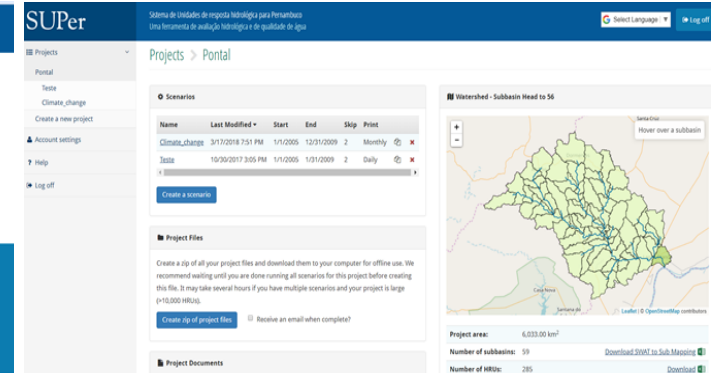 SUPer
Sistema de Unidades de resposta hidrológica para Pernambuco
Uma ferramenta de avaliação hidrológica e de qualidade de água
Select Language ▼
Log off
Projects
Pontal
Teste
Climate_change
Create a new project
Account settings
? Help
Log off
Projects > Pontal
Scenarios
Name Last Modified Start End Skip Print
Climate_change 3/17/2018 7:51 PM 1/1/2005 12/31/2009 2 Monthly
Teste 10/30/2017 3:05 PM 1/1/2005 1/31/2009 2 Daily
Create a scenario
Project Files
Create a zip of all your project files and download them to your computer for offline use. We
recommend waiting until you are done running all scenarios for this project before creating
this file. It may take several hours if you have multiple scenarios and your project is large
(>10,000 HRUs).
Create zip of project files
Receive an email when complete?
Project Documents
Watershed - Subbasin Head to 56
+
-
Santa Cruz
Hover over a subbasin
Casa Nova
Santana do
Leaflet | © OpenStreetMap contributors
Project area: 6,033.00 km²
Number of subbasins: 59 Download SWAT to Sub Mapping
Number of HRUs: 285 Download